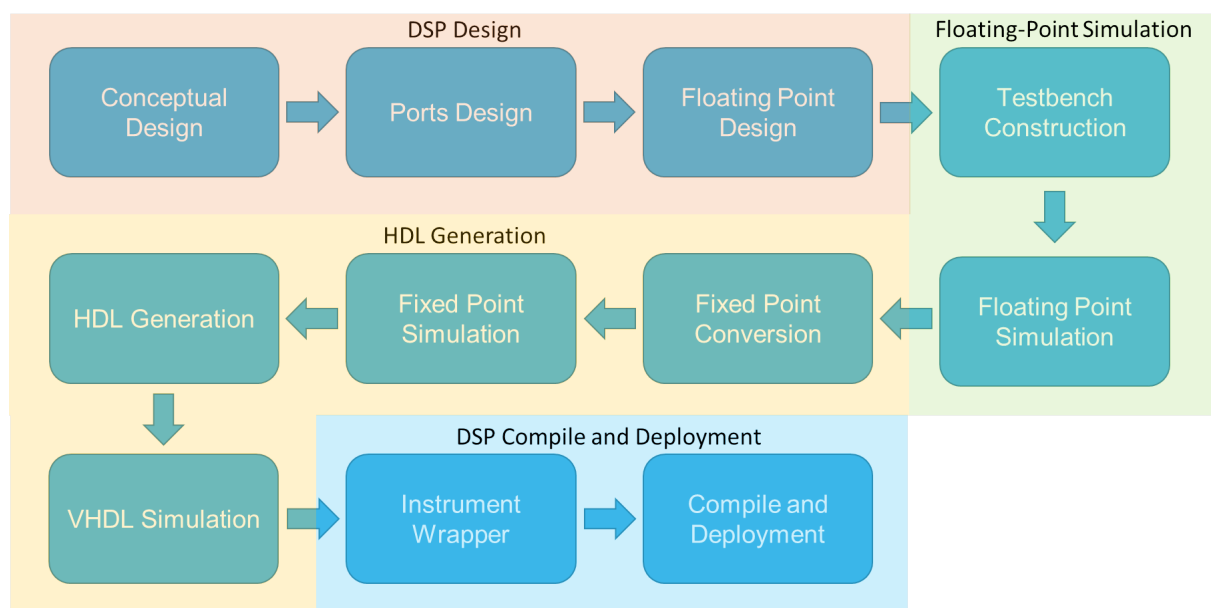 DSP Design
Floating-Point Simulation
Conceptual
Design
Ports Design
Floating Point
Design
Testbench
Construction
HDL Generation
HDL Generation
Fixed Point
Simulation
Fixed Point
Conversion
Floating Point
Simulation
DSP Compile and Deployment
VHDL Simulation
Instrument
Wrapper
Compile and
Deployment